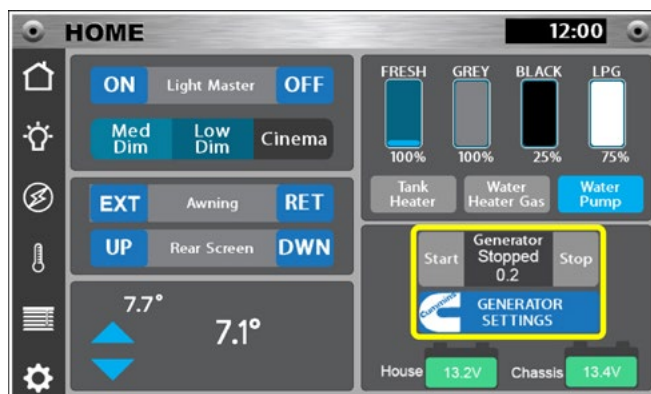 HOME
12:00
ON Light Master OFF
Med Dim
Low Dim
Cinema
EXT Awning RET
UP Rear Screen DWN
7.7°
7.1°
FRESH GREY BLACK LPG
100% 100% 25% 75%
Tank Heater
Water Heater Gas
Water Pump
Start
Generator
Stopped
0.2
Stop
Cummins
GENERATOR
SETTINGS
House 13.2V Chassis 13.4V